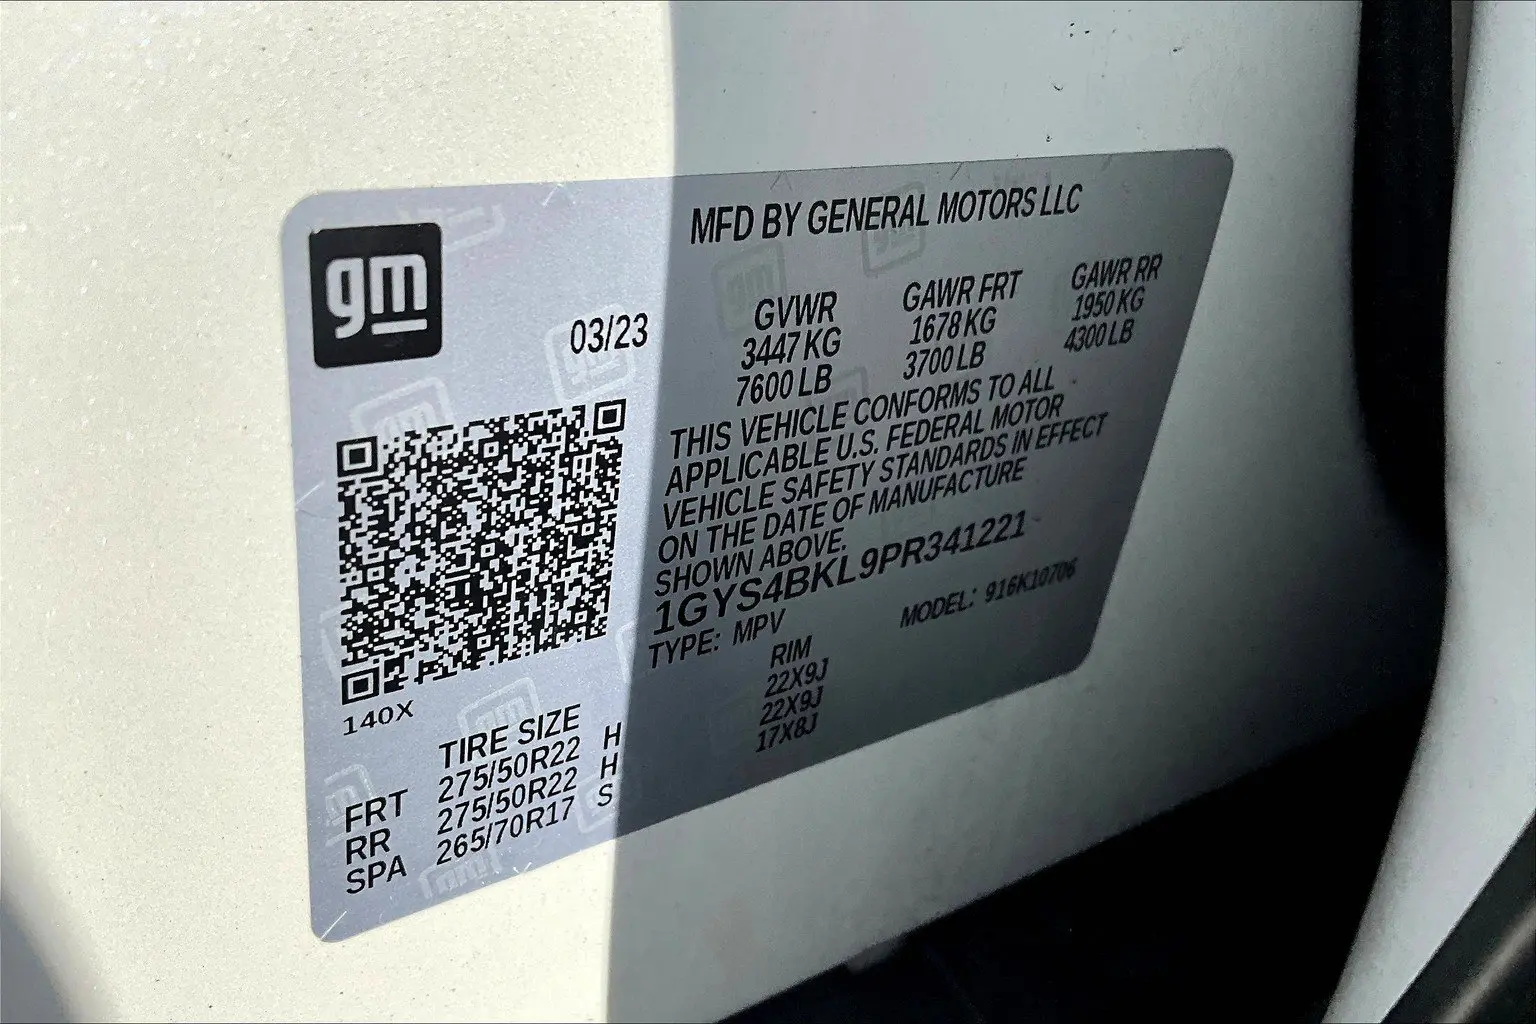 gm
03/23
MFD BY GENERAL MOTORS LLC
GVWR GAWR FRT GAWR RR
3447 KG 1678 KG 1950 KG
7600 LB 3700 LB 4300 LB
THIS VEHICLE CONFORMS TO ALL
APPLICABLE U.S. FEDERAL MOTOR
VEHICLE SAFETY STANDARDS IN EFFECT
ON THE DATE OF MANUFACTURE
SHOWN ABOVE.
1GYS4BKL9PR341221
TYPE: MPV MODEL: 916K10706
140X
TIRE SIZE RIM
FRT 275/50R22 H 22X9J
RR 275/50R22 H 22X9J
SPA 265/70R17 S 17X8J